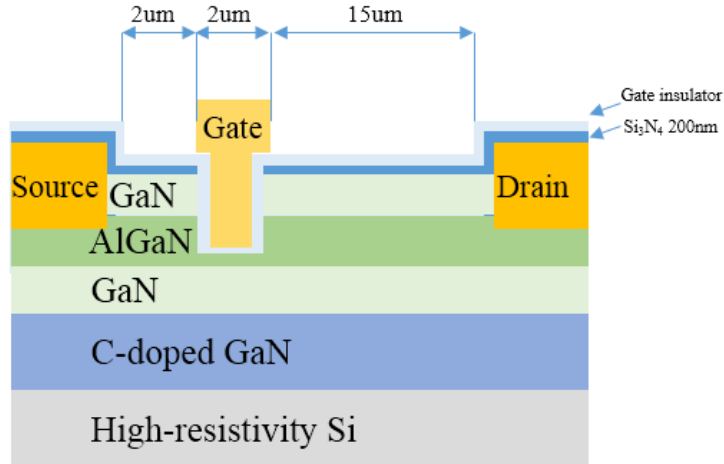 2um 2um 15um
Gate insulator
Si₃N₄ 200nm
Gate
Source GaN Drain
AlGaN
GaN
C-doped GaN
High-resistivity Si